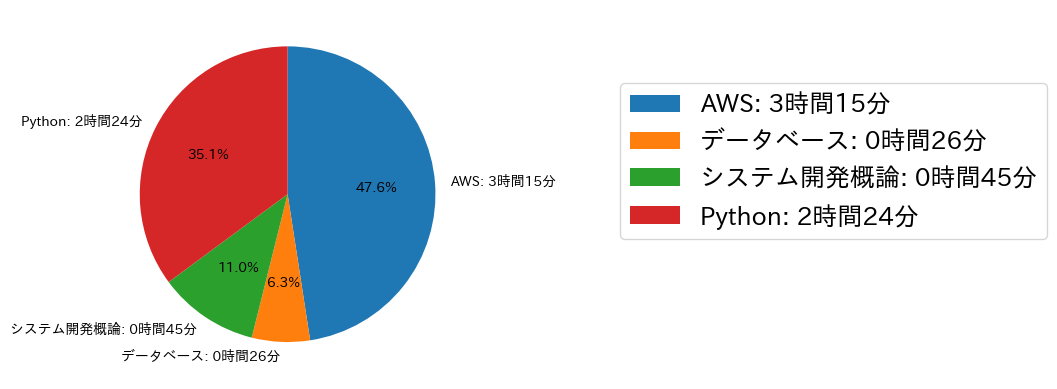 Python: 2時間24分
35.1%
47.6%
AWS: 3時間15分
11.0%
6.3%
システム開発概論: 0時間45分
データベース: 0時間26分
AWS: 3時間15分
データベース: 0時間26分
システム開発概論: 0時間45分
Python: 2時間24分